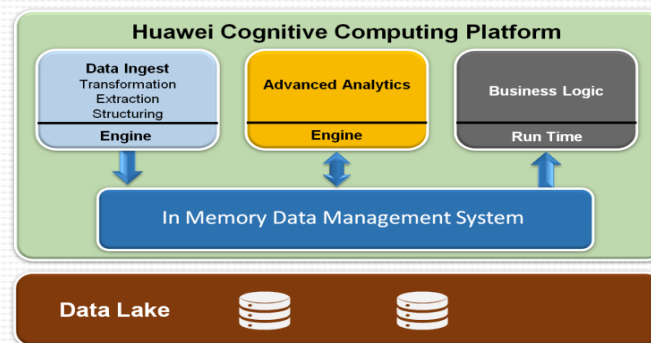 Huawei Cognitive Computing Platform
Data Ingest
Transformation
Extraction
Structuring
Engine
Advanced Analytics
Engine
Business Logic
Run Time
In Memory Data Management System
Data Lake